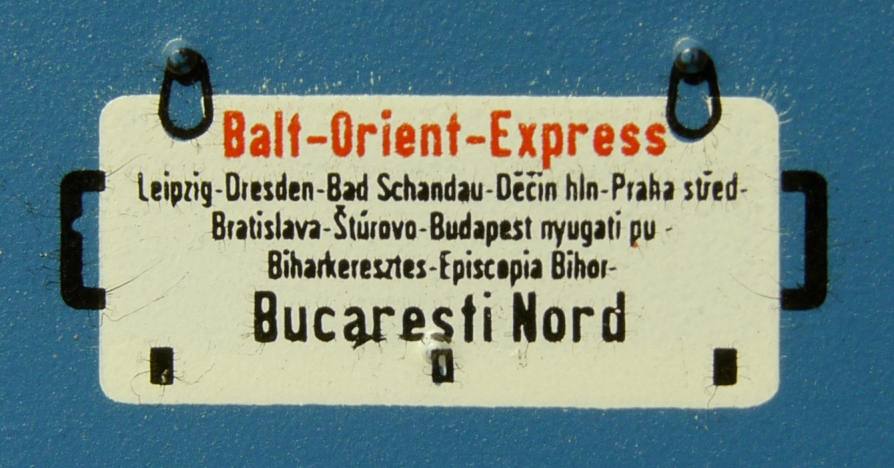 Balt-Orient-Express
Leipzig-Dresden-Bad Schandau-Děčín hln-Praha střed-
Bratislava-Štúrovo-Budapest nyugati pu -
Biharkeresztes-Episcopia Bihor-
Bucaresti Nord